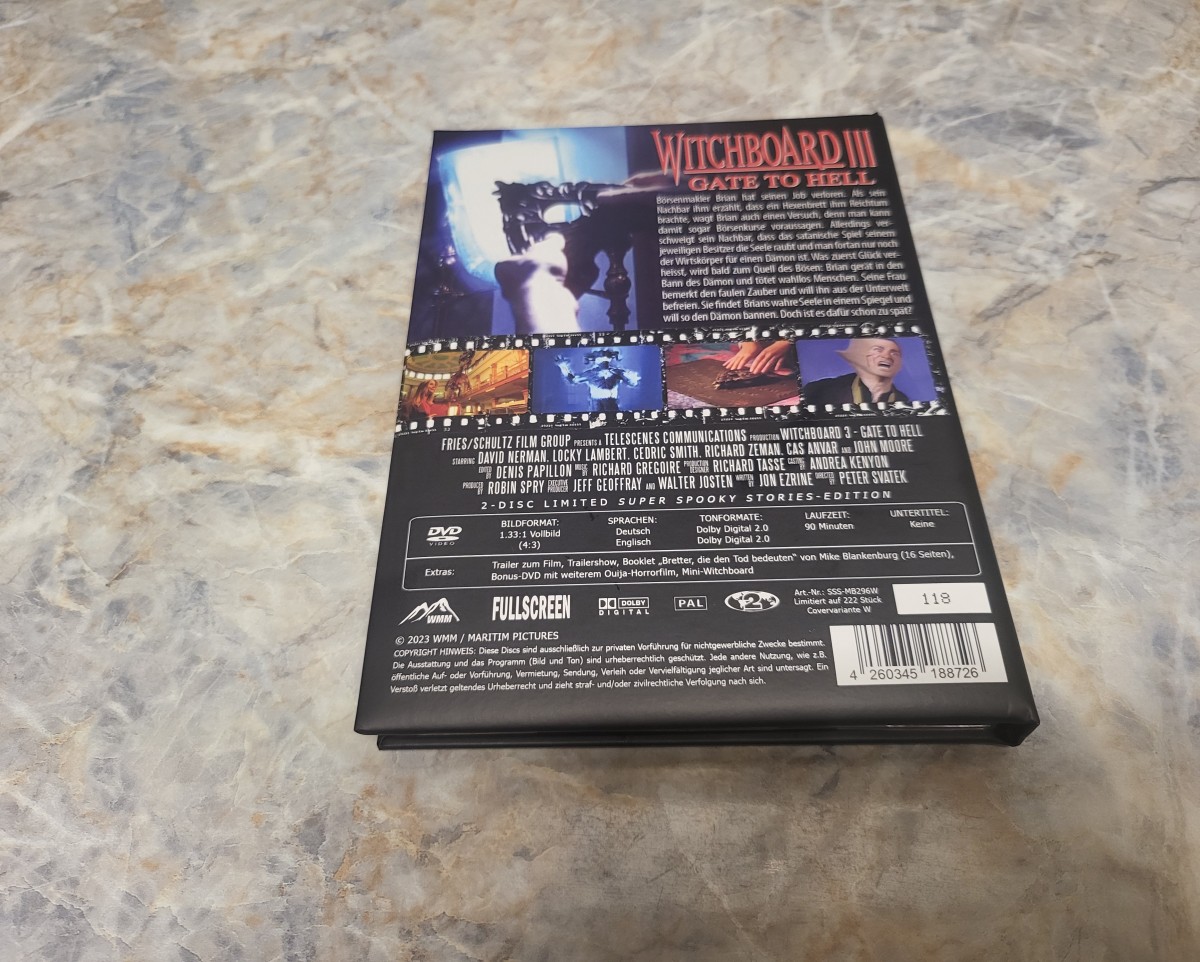 WITCHBOARD III
GATE TO HELL
Börsenmakler Brian hat seinen Job verloren. Als sein
Nachbar ihm erzählt, dass ein Hexenbrett ihm Reichtum
brachte, wagt Brian auch einen Versuch, denn man kann
damit sogar Börsenkurse voraussagen. Allerdings ver-
schweigt sein Nachbar, dass das satanische Spiel seinem
jeweiligen Besitzer die Seele raubt und man fortan nur noch
der Wirtskörper für einen Dämon ist. Was zuerst Glück ver-
heisst, wird bald zum Quell des Bösen: Brian gerät in den
Bann des Dämon und tötet wahllos Menschen. Seine Frau
bemerkt den faulen Zauber und will ihn aus der Unterwelt
befreien. Sie findet Brians wahre Seele in einem Spiegel und
will so den Dämon bannen. Doch ist es dafür schon zu spät?
FRIES/SCHULTZ FILM GROUP PRESENTS A TELESCENES COMMUNICATIONS PRODUCTION WITCHBOARD 3 - GATE TO HELL
STARRING DAVID NERMAN, LOCKY LAMBERT, CEDRIC SMITH, RICHARD ZEMAN, CAS ANVAR AND JOHN MOORE
EDITED BY DENIS PAPILLON MUSIC BY RICHARD GREGOIRE PRODUCTION DESIGNER RICHARD TASSE CASTING BY ANDREA KENYON
PRODUCED BY ROBIN SPRY EXECUTIVE PRODUCER JEFF GEOFFRAY AND WALTER JOSTEN WRITTEN BY JON EZRINE DIRECTED BY PETER SVATEK
2-DISC LIMITED SUPER SPOOKY STORIES-EDITION
DVD VIDEO
BILDFORMAT:
1.33:1 Vollbild
(4:3)
SPRACHEN:
Deutsch
Englisch
TONFORMATE:
Dolby Digital 2.0
Dolby Digital 2.0
LAUFZEIT:
90 Minuten
UNTERTITEL:
Keine
Extras:
Trailer zum Film, Trailershow, Booklet „Bretter, die den Tod bedeuten" von Mike Blankenburg (16 Seiten),
Bonus-DVD mit weiterem Ouija-Horrorfilm, Mini-Witchboard
WMM
FULLSCREEN
DOLBY
DIGITAL
PAL
2
Art.-Nr.: SSS-MB296W
Limitiert auf 222 Stück
Covervariante W
118
© 2023 WMM / MARITIM PICTURES
COPYRIGHT HINWEIS: Diese Discs sind ausschließlich zur privaten Vorführung für nichtgewerbliche Zwecke bestimmt.
Die Ausstattung und das Programm (Bild und Ton) sind urheberrechtlich geschützt. Jede andere Nutzung, wie z.B.
öffentliche Auf- oder Vorführung, Vermietung, Sendung, Verleih oder Vervielfältigung jeglicher Art sind untersagt. Ein
Verstoß verletzt geltendes Urheberrecht und zieht straf- und/oder zivilrechtliche Verfolgung nach sich.
4 260345 188726